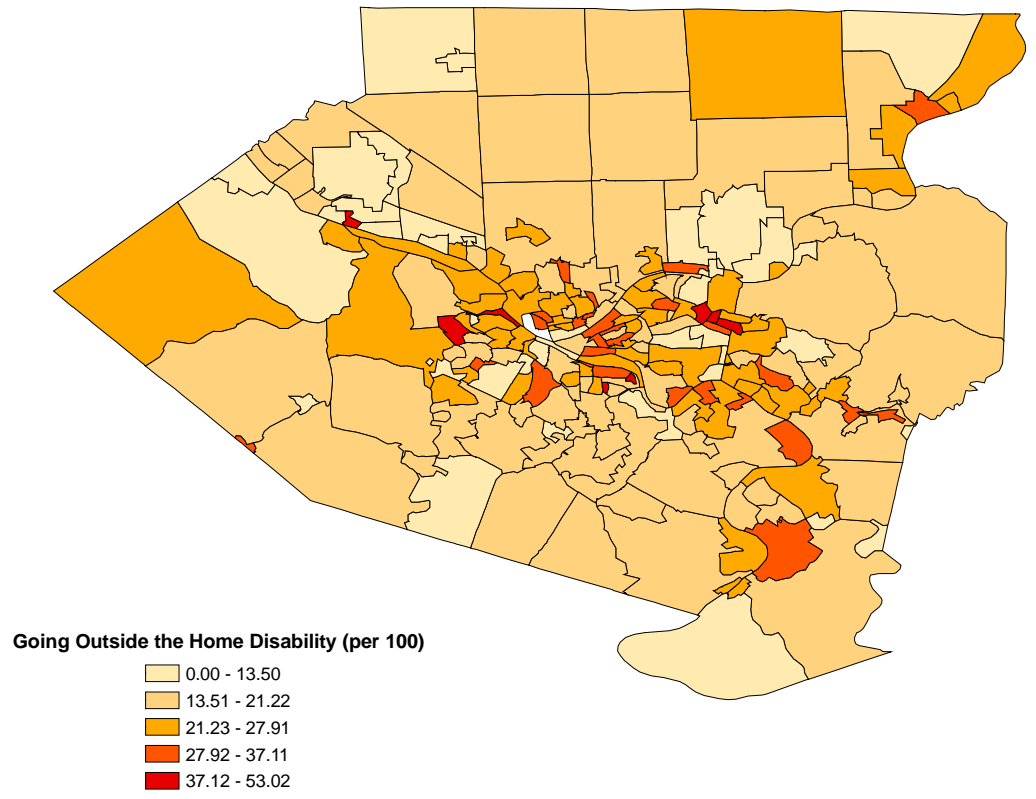 Going Outside the Home Disability (per 100)
0.00 - 13.50
13.51 - 21.22
21.23 - 27.91
27.92 - 37.11
37.12 - 53.02